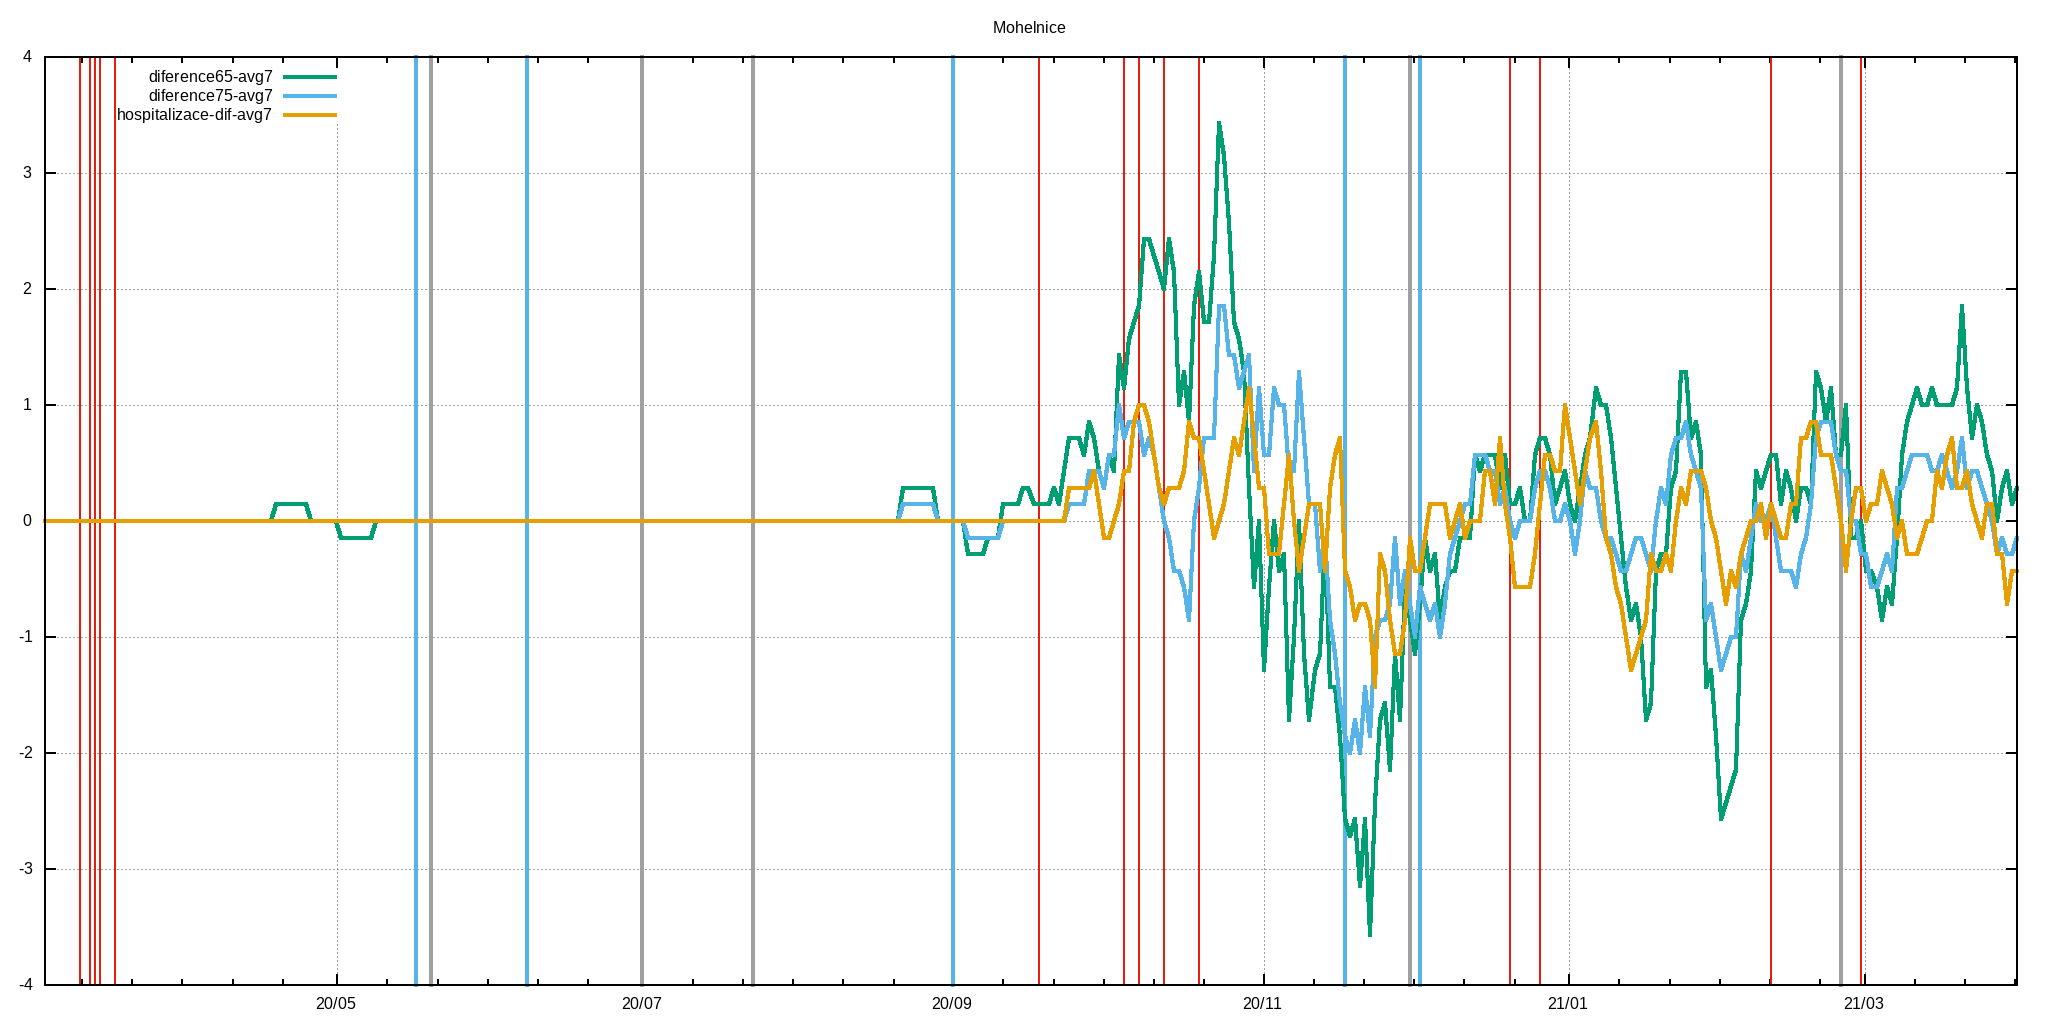 Mohelnice
diference65-avg7
diference75-avg7
hospitalizace-dif-avg7
4
3
2
1
0
-1
-2
-3
-4
20/05 20/07 20/09 20/11 21/01 21/03